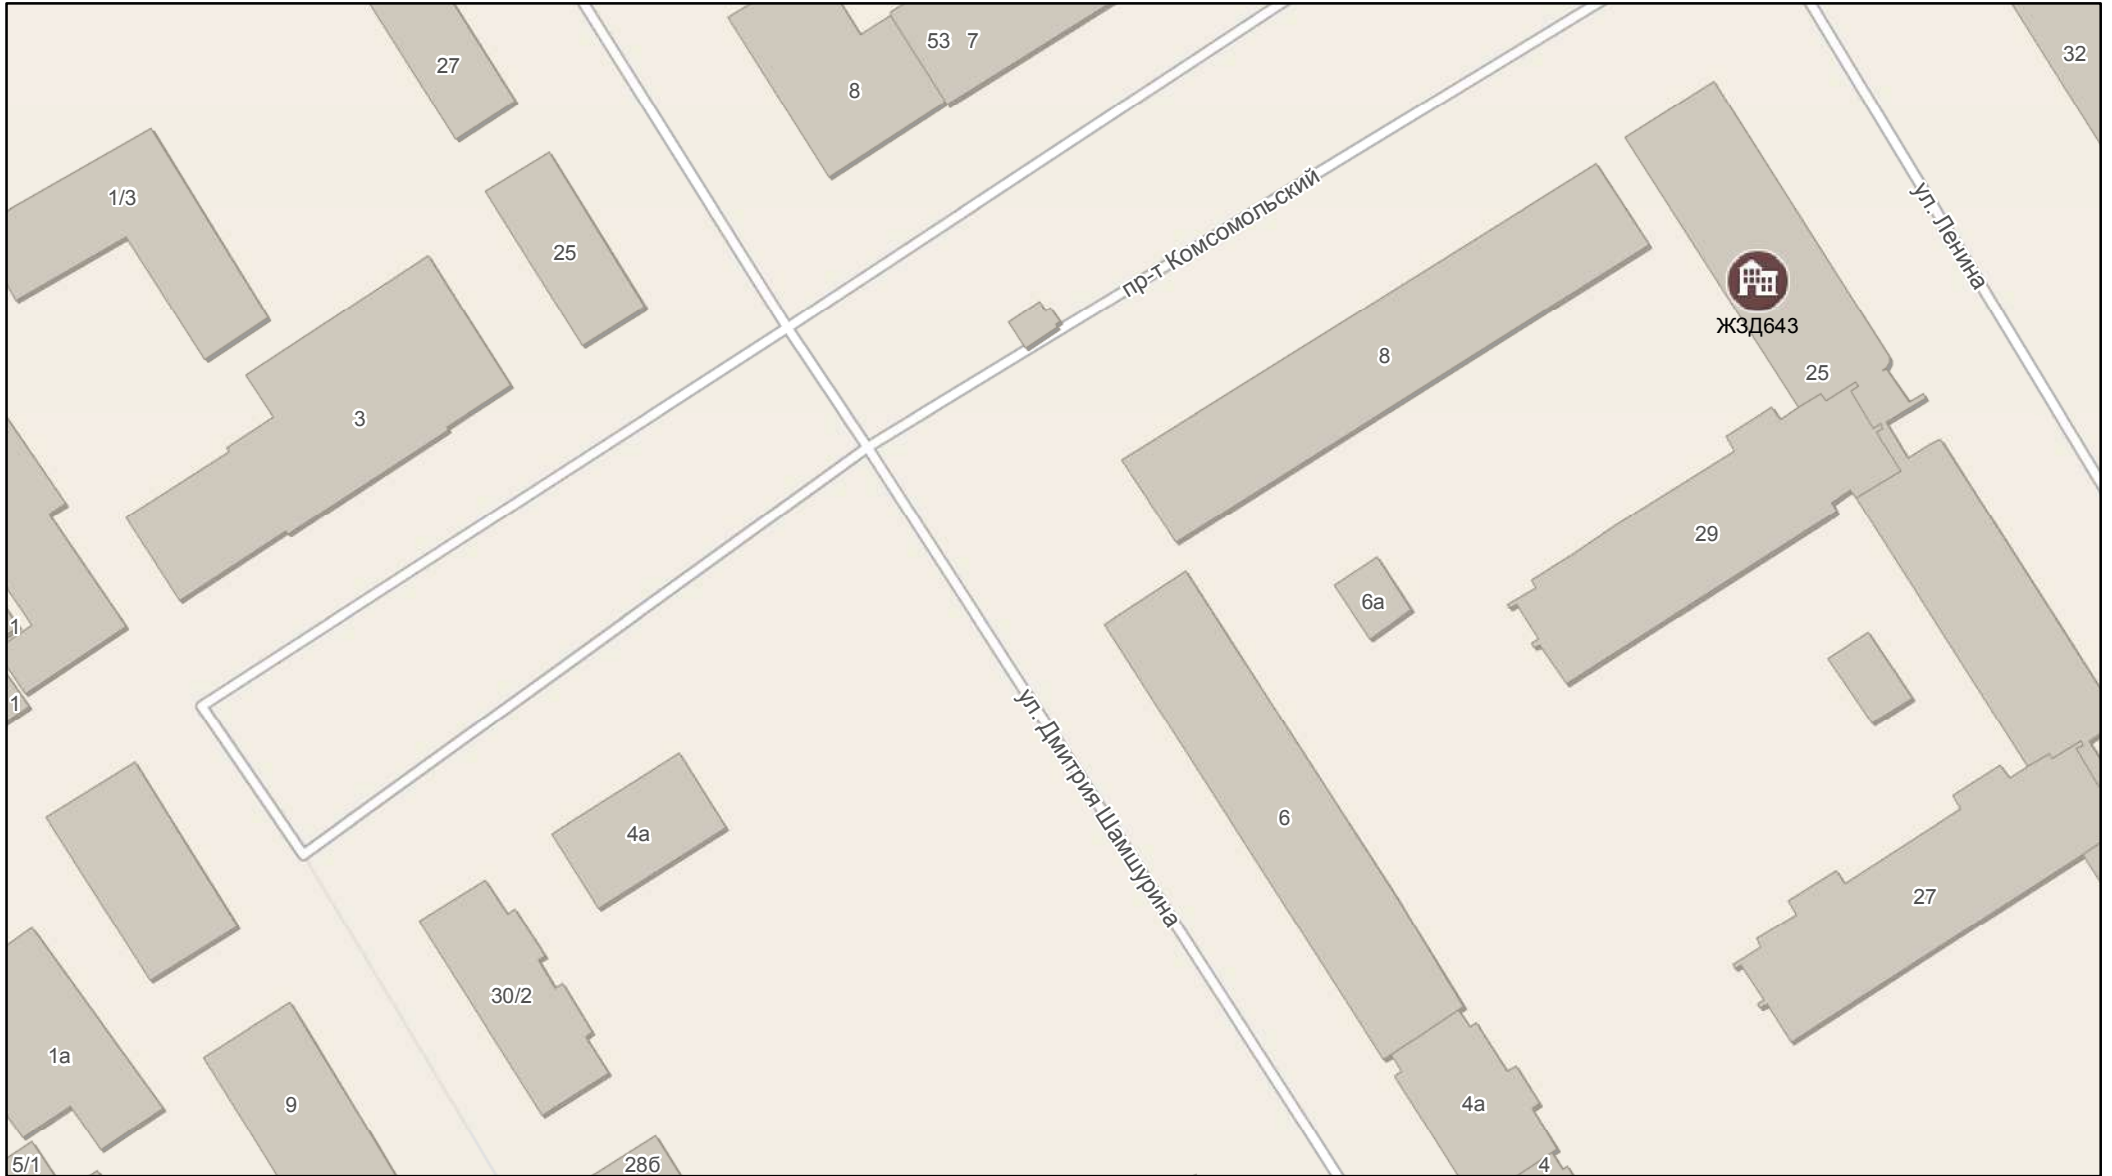 53 7
32
27
8
1/3
пр-т Комсомольский
ул. Ленина
25
ЖЗД643
8
25
3
29
6а
1
1
ул. Дмитрия Шамшурина
6
4а
27
30/2
1а
9
4а
5/1
28б
4